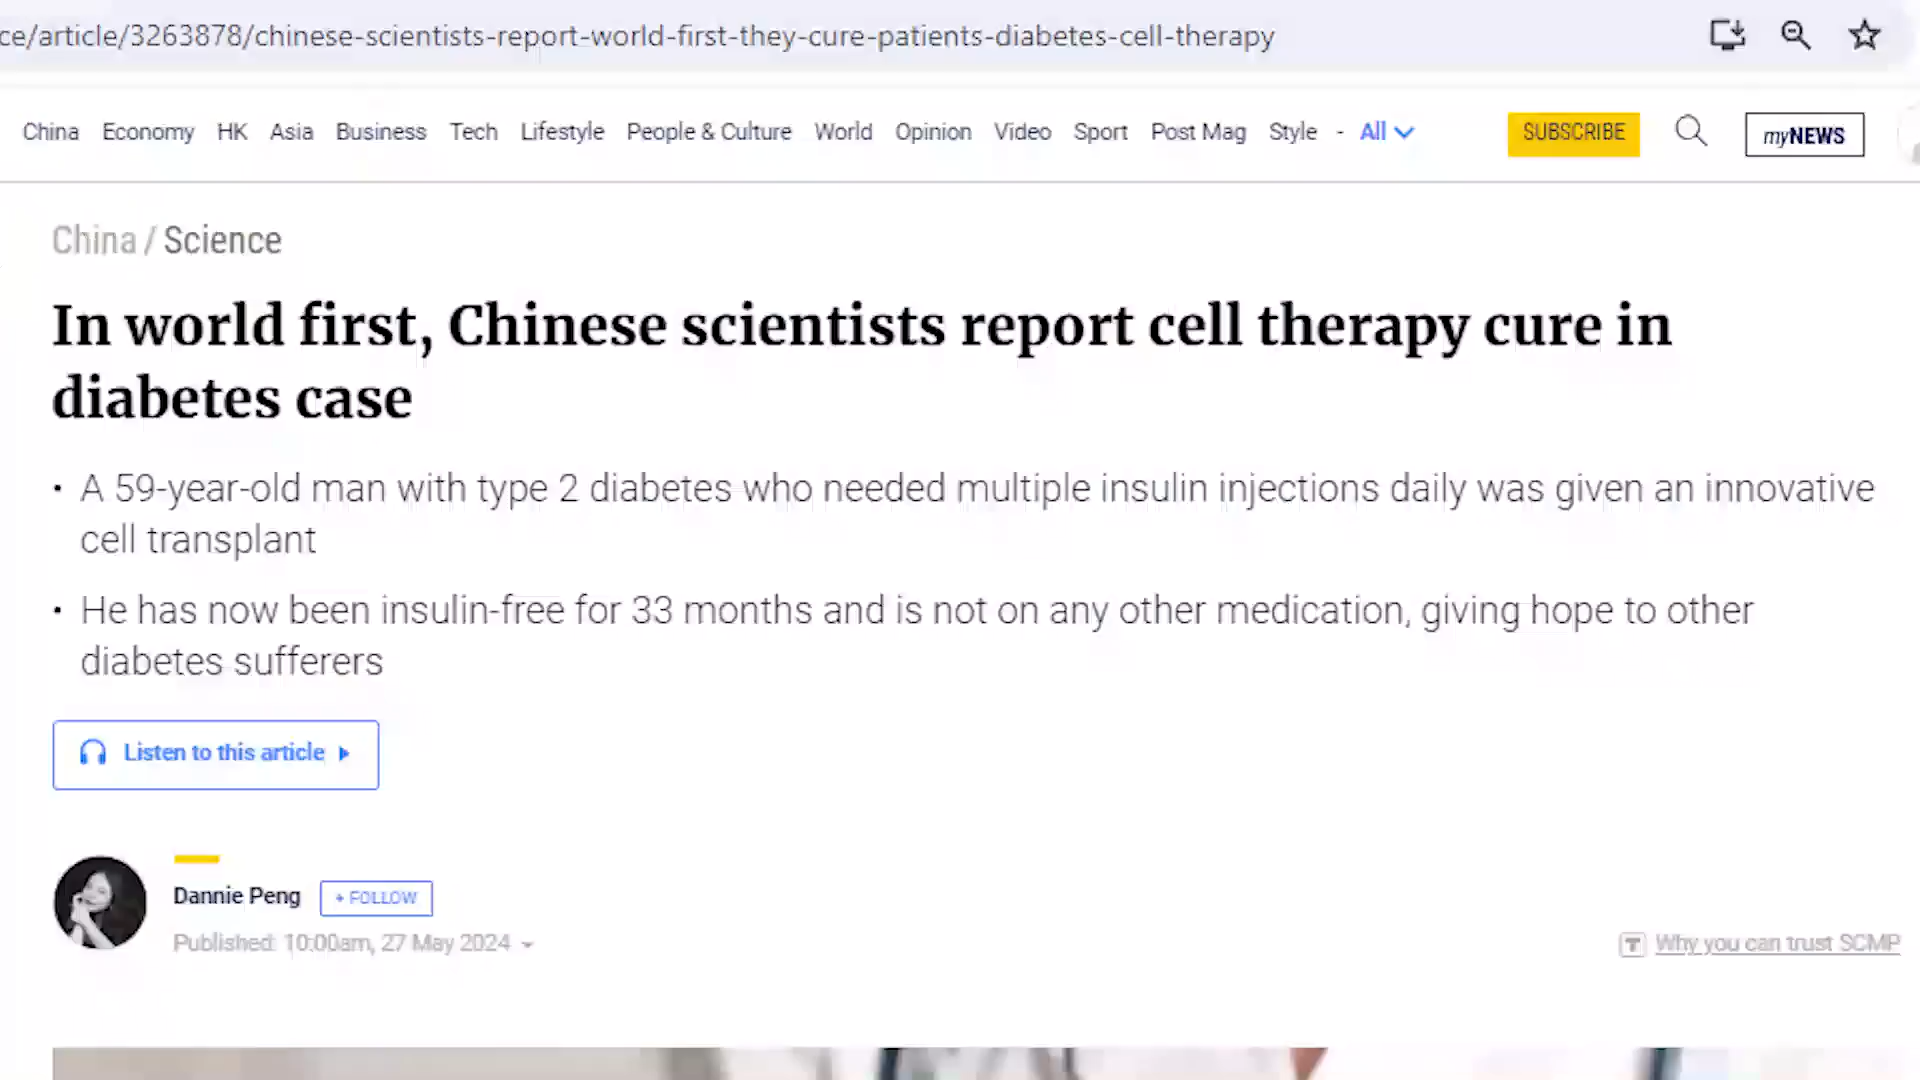 ce/article/3263878/chinese-scientists-report-world-first-they-cure-patients-diabetes-cell-therapy
China Economy HK Asia Business Tech Lifestyle People & Culture World Opinion Video Sport Post Mag Style - All
SUBSCRIBE
myNEWS
China / Science
In world first, Chinese scientists report cell therapy cure in
diabetes case
• A 59-year-old man with type 2 diabetes who needed multiple insulin injections daily was given an innovative
cell transplant
• He has now been insulin-free for 33 months and is not on any other medication, giving hope to other
diabetes sufferers
Listen to this article
Dannie Peng
+ FOLLOW
Published: 10:00am, 27 May 2024
T Why you can trust SCMP